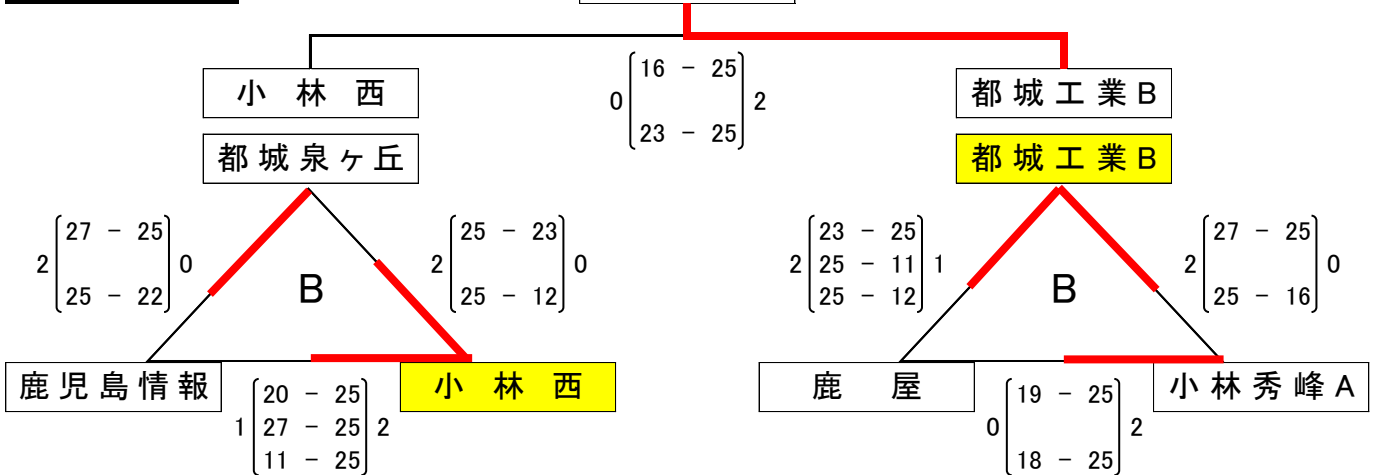 16 - 25
0 2
23 - 25
小林西
都城工業B
都城泉ヶ丘
都城工業B
27 - 25
2 0
25 - 22
25 - 23
2 0
25 - 12
B
23 - 25
2 25 - 11 1
25 - 12
27 - 25
2 0
25 - 16
B
鹿児島情報
小林西
20 - 25
1 27 - 25 2
11 - 25
鹿屋
小林秀峰A
19 - 25
0 2
18 - 25